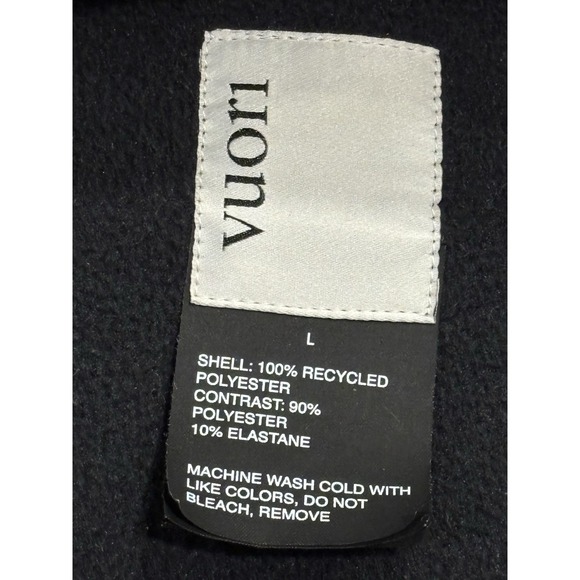 vuori
L
SHELL: 100% RECYCLED
POLYESTER
CONTRAST: 90%
POLYESTER
10% ELASTANE
MACHINE WASH COLD WITH
LIKE COLORS, DO NOT
BLEACH, REMOVE